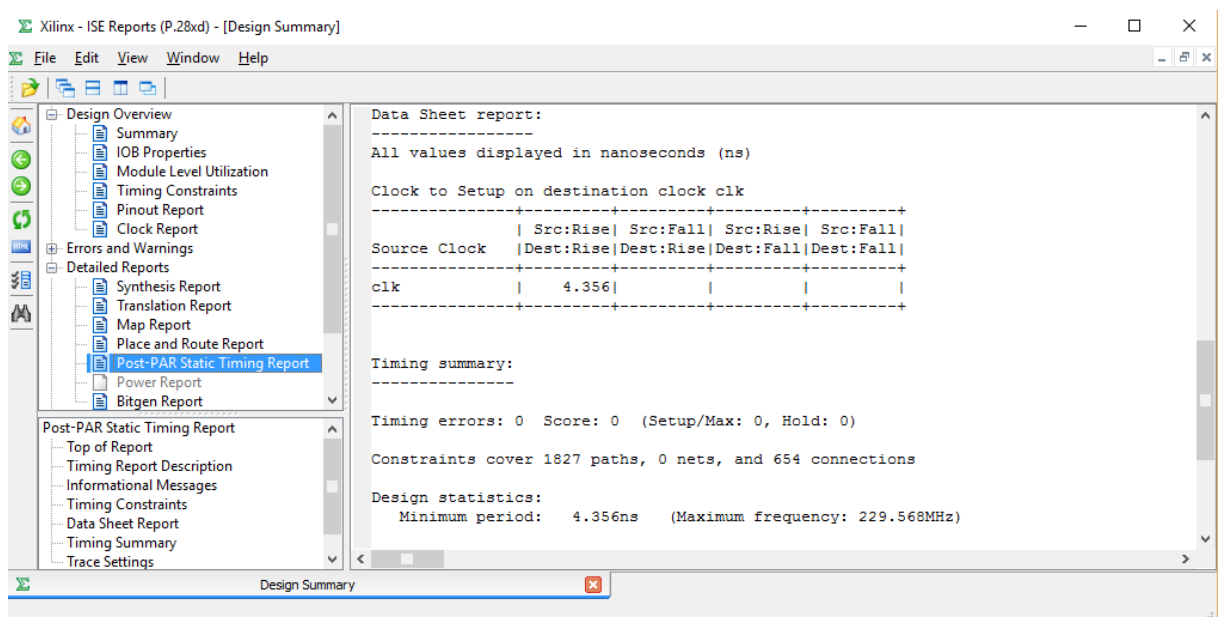 Xilinx - ISE Reports (P.28xd) - [Design Summary]
File Edit View Window Help
Design Overview
Summary
IOB Properties
Module Level Utilization
Timing Constraints
Pinout Report
Clock Report
Errors and Warnings
Detailed Reports
Synthesis Report
Translation Report
Map Report
Place and Route Report
Post-PAR Static Timing Report
Power Report
Bitgen Report
Post-PAR Static Timing Report
Top of Report
Timing Report Description
Informational Messages
Timing Constraints
Data Sheet Report
Timing Summary
Trace Settings
HTML
Data Sheet report:
-----------------
All values displayed in nanoseconds (ns)
Clock to Setup on destination clock clk
---------------+---------+---------+---------+---------+
| Src:Rise| Src:Fall| Src:Rise| Src:Fall|
Source Clock |Dest:Rise|Dest:Rise|Dest:Fall|Dest:Fall|
---------------+---------+---------+---------+---------+
clk | 4.356| | | |
---------------+---------+---------+---------+---------+
Timing summary:
---------------
Timing errors: 0 Score: 0 (Setup/Max: 0, Hold: 0)
Constraints cover 1827 paths, 0 nets, and 654 connections
Design statistics:
Minimum period: 4.356ns (Maximum frequency: 229.568MHz)
Design Summary